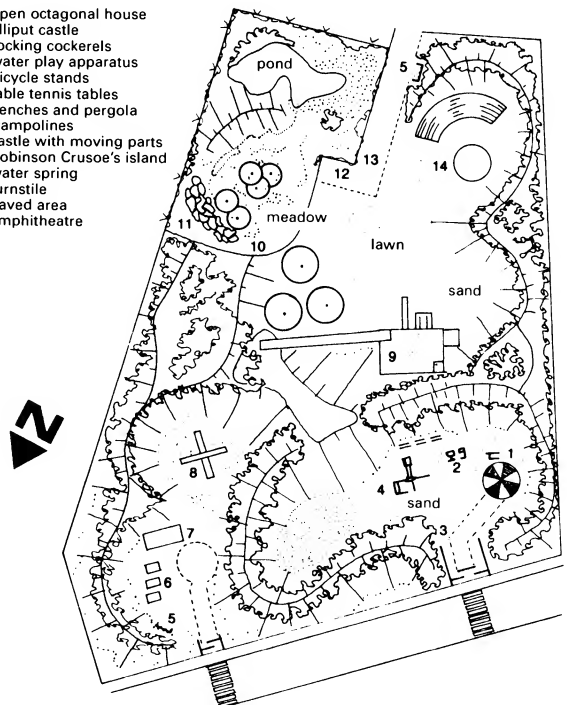 pen octagonal house
lliput castle
ocking cockerels
water play apparatus
icycle stands
able tennis tables
enches and pergola
ampolines
astle with moving parts
obinson Crusoe's island
water spring
urnstile
aved area
mphitheatre
pond
5
13
12
14
meadow
11
10
lawn
sand
9
N
8
1
2
4
sand
3
7
6
5